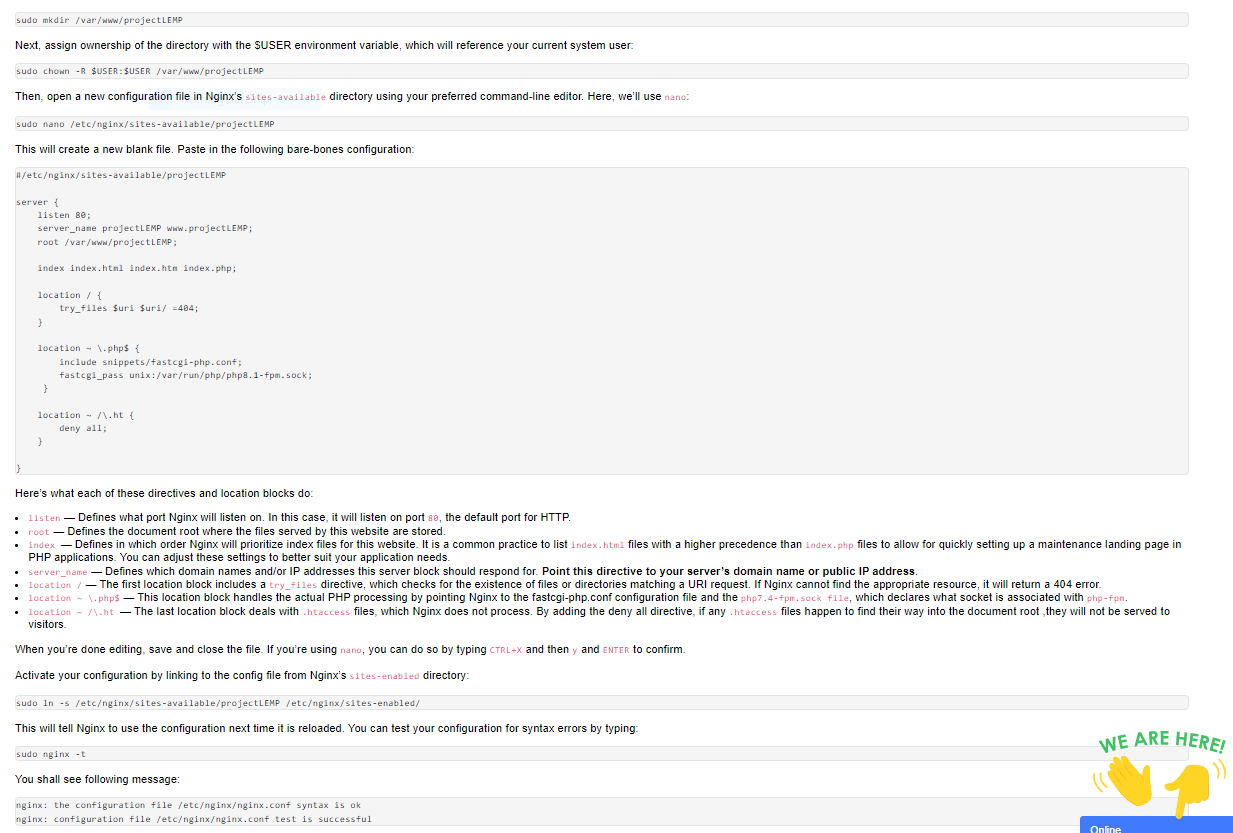 sudo mkdir /var/www/projectLEMP
Next, assign ownership of the directory with the $USER environment variable, which will reference your current system user:
sudo chown -R $USER:$USER /var/www/projectLEMP
Then, open a new configuration file in Nginx's sites-available directory using your preferred command-line editor. Here, we'll use nano:
sudo nano /etc/nginx/sites-available/projectLEMP
This will create a new blank file. Paste in the following bare-bones configuration:
#/etc/nginx/sites-available/projectLEMP
server {
    listen 80;
    server_name projectLEMP www.projectLEMP;
    root /var/www/projectLEMP;
    index index.html index.htm index.php;
    location / {
        try_files $uri $uri/ =404;
    }
    location ~ \.php$ {
        include snippets/fastcgi-php.conf;
        fastcgi_pass unix:/var/run/php/php8.1-fpm.sock;
     }
    location ~ /\.ht {
        deny all;
    }
}
Here's what each of these directives and location blocks do:
• listen — Defines what port Nginx will listen on. In this case, it will listen on port 80, the default port for HTTP.
• root — Defines the document root where the files served by this website are stored.
• index — Defines in which order Nginx will prioritize index files for this website. It is a common practice to list index.html files with a higher precedence than index.php files to allow for quickly setting up a maintenance landing page in
PHP applications. You can adjust these settings to better suit your application needs.
• server_name — Defines which domain names and/or IP addresses this server block should respond for. Point this directive to your server's domain name or public IP address.
• location / — The first location block includes a try_files directive, which checks for the existence of files or directories matching a URI request. If Nginx cannot find the appropriate resource, it will return a 404 error.
• location ~ \.php$ — This location block handles the actual PHP processing by pointing Nginx to the fastcgi-php.conf configuration file and the php7.4-fpm.sock file, which declares what socket is associated with php-fpm.
• location ~ /\.ht — The last location block deals with .htaccess files, which Nginx does not process. By adding the deny all directive, if any .htaccess files happen to find their way into the document root ,they will not be served to
visitors.
When you're done editing, save and close the file. If you're using nano, you can do so by typing CTRL+X and then y and ENTER to confirm.
Activate your configuration by linking to the config file from Nginx's sites-enabled directory:
sudo ln -s /etc/nginx/sites-available/projectLEMP /etc/nginx/sites-enabled/
This will tell Nginx to use the configuration next time it is reloaded. You can test your configuration for syntax errors by typing:
sudo nginx -t
You shall see following message:
nginx: the configuration file /etc/nginx/nginx.conf syntax is ok
nginx: configuration file /etc/nginx/nginx.conf test is successful
WE ARE HERE!
Online